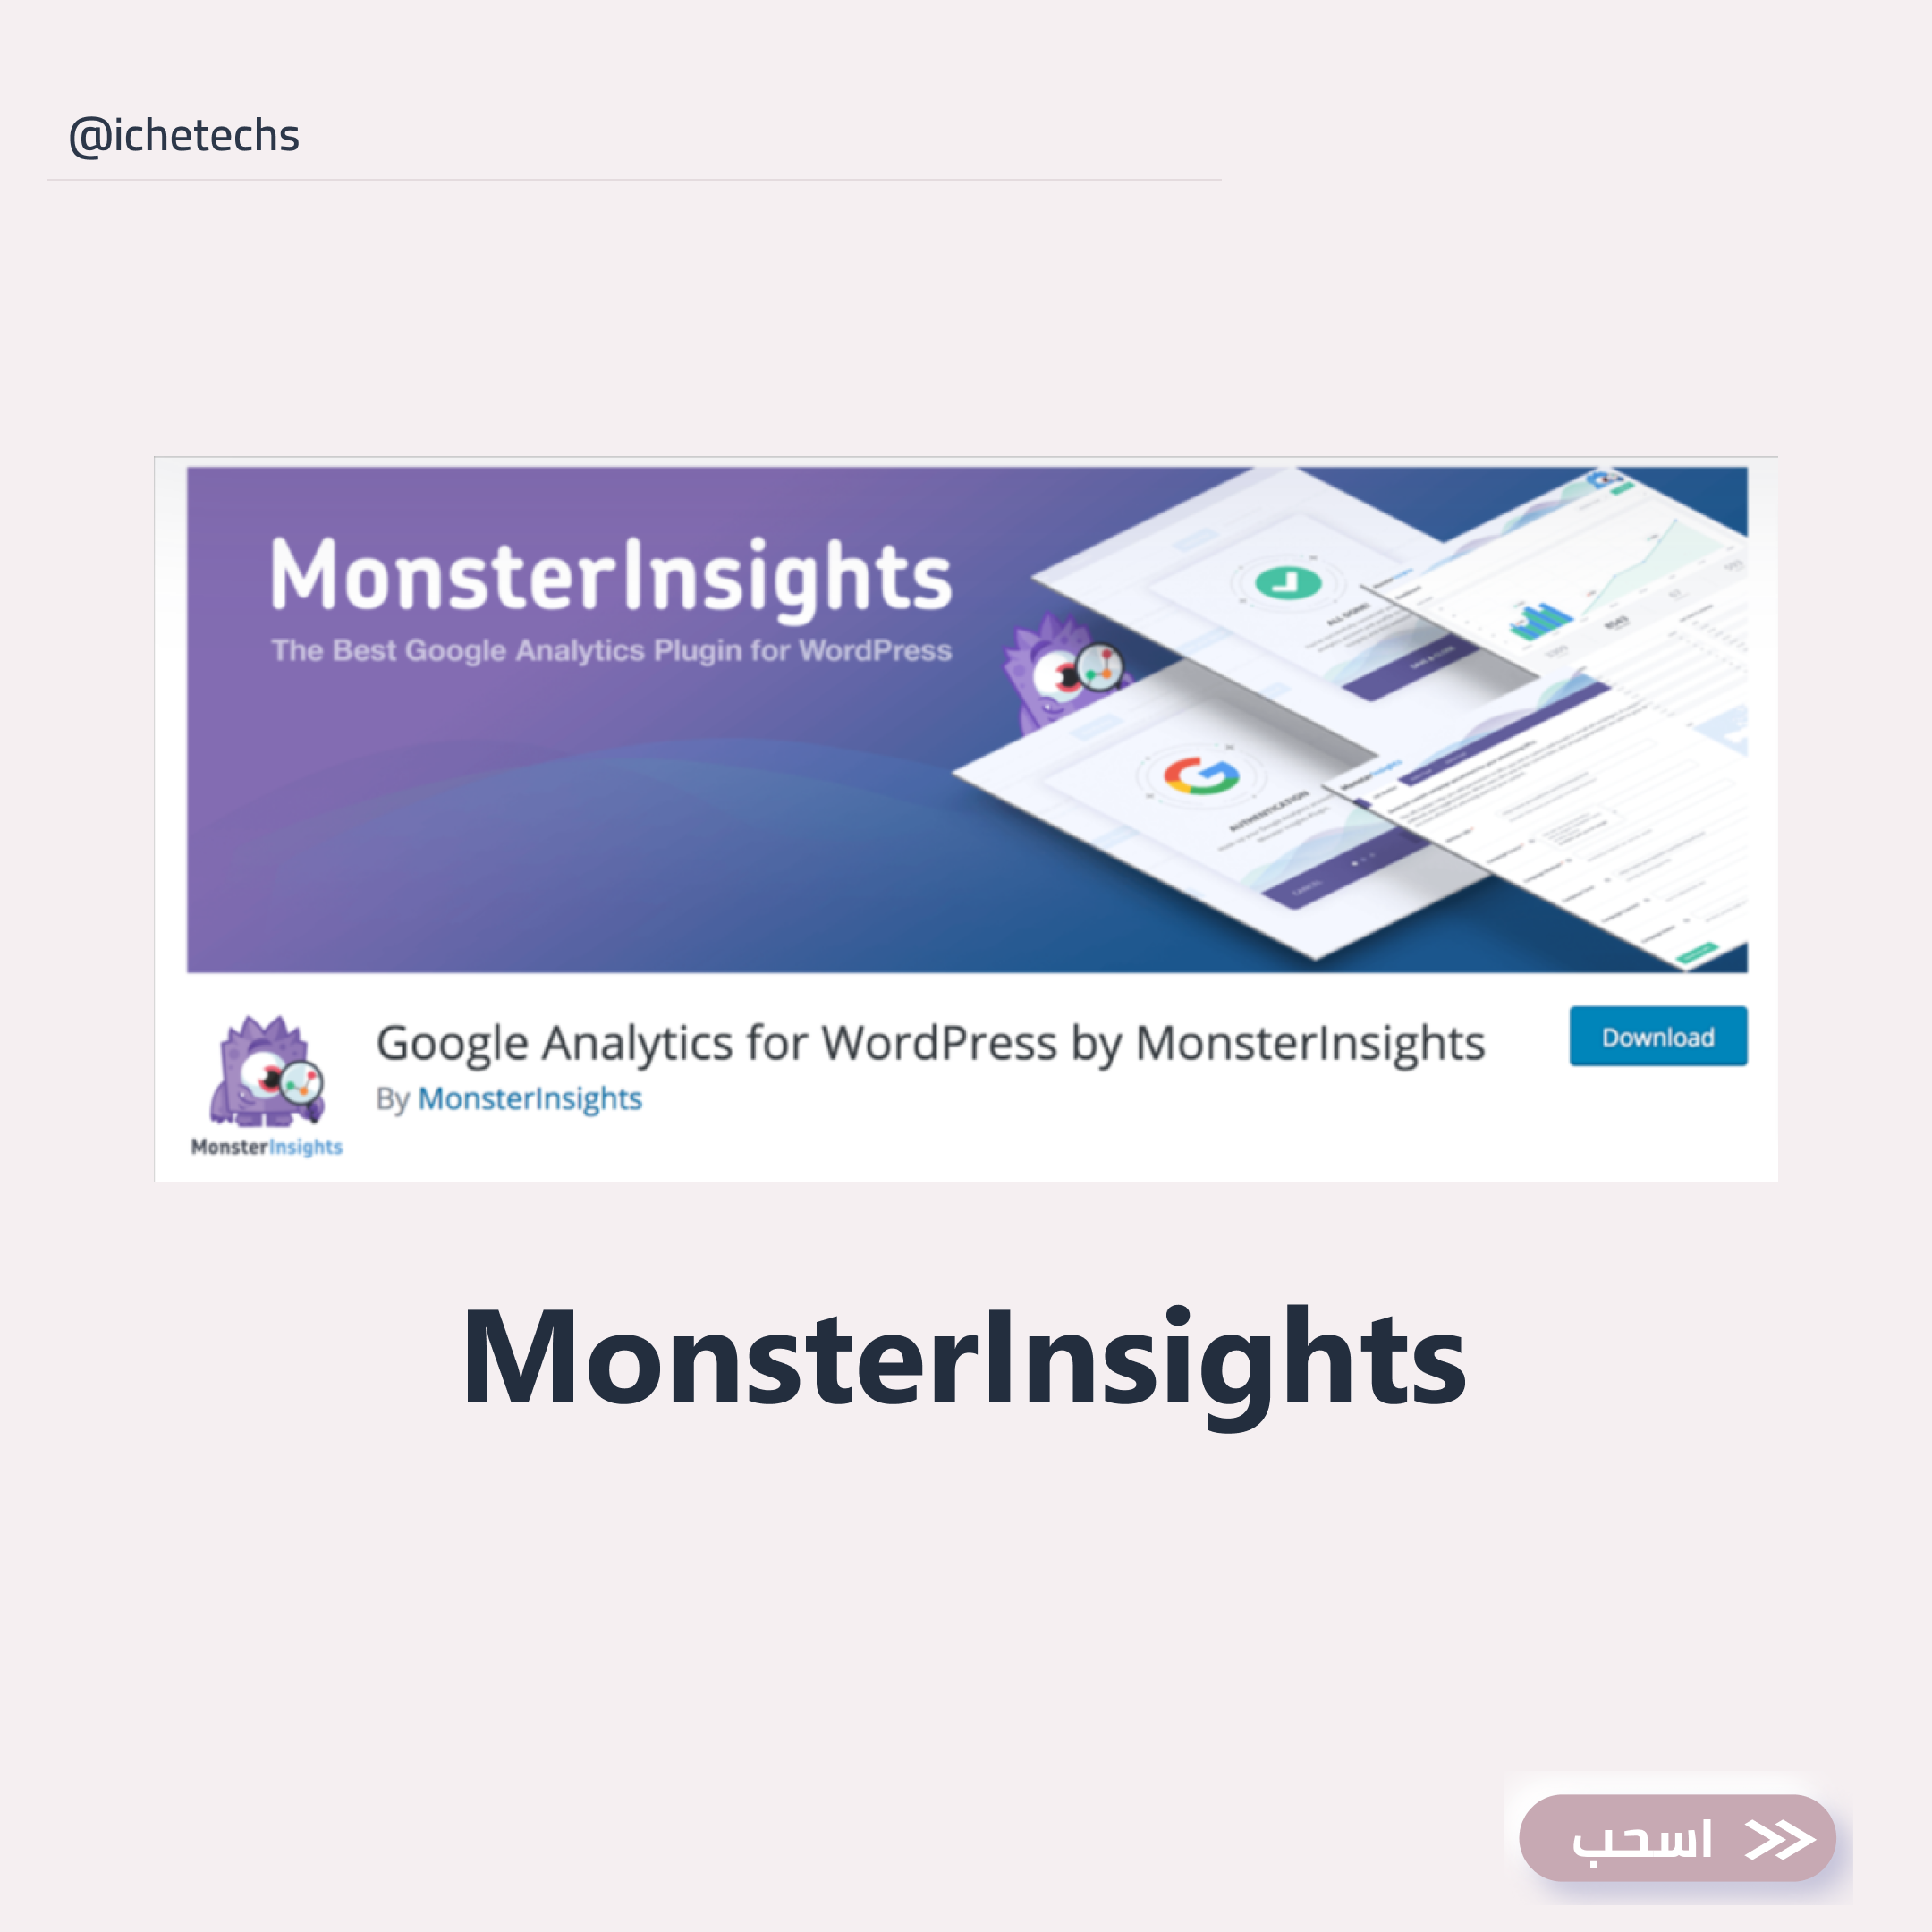 @ichetechs
MonsterInsights
The Best Google Analytics Plugin for WordPress
ALL DONE!
AUTHENTICATION
CANCEL
Google Analytics for WordPress by MonsterInsights
Download
By MonsterInsights
MonsterInsights
MonsterInsights
اسحب